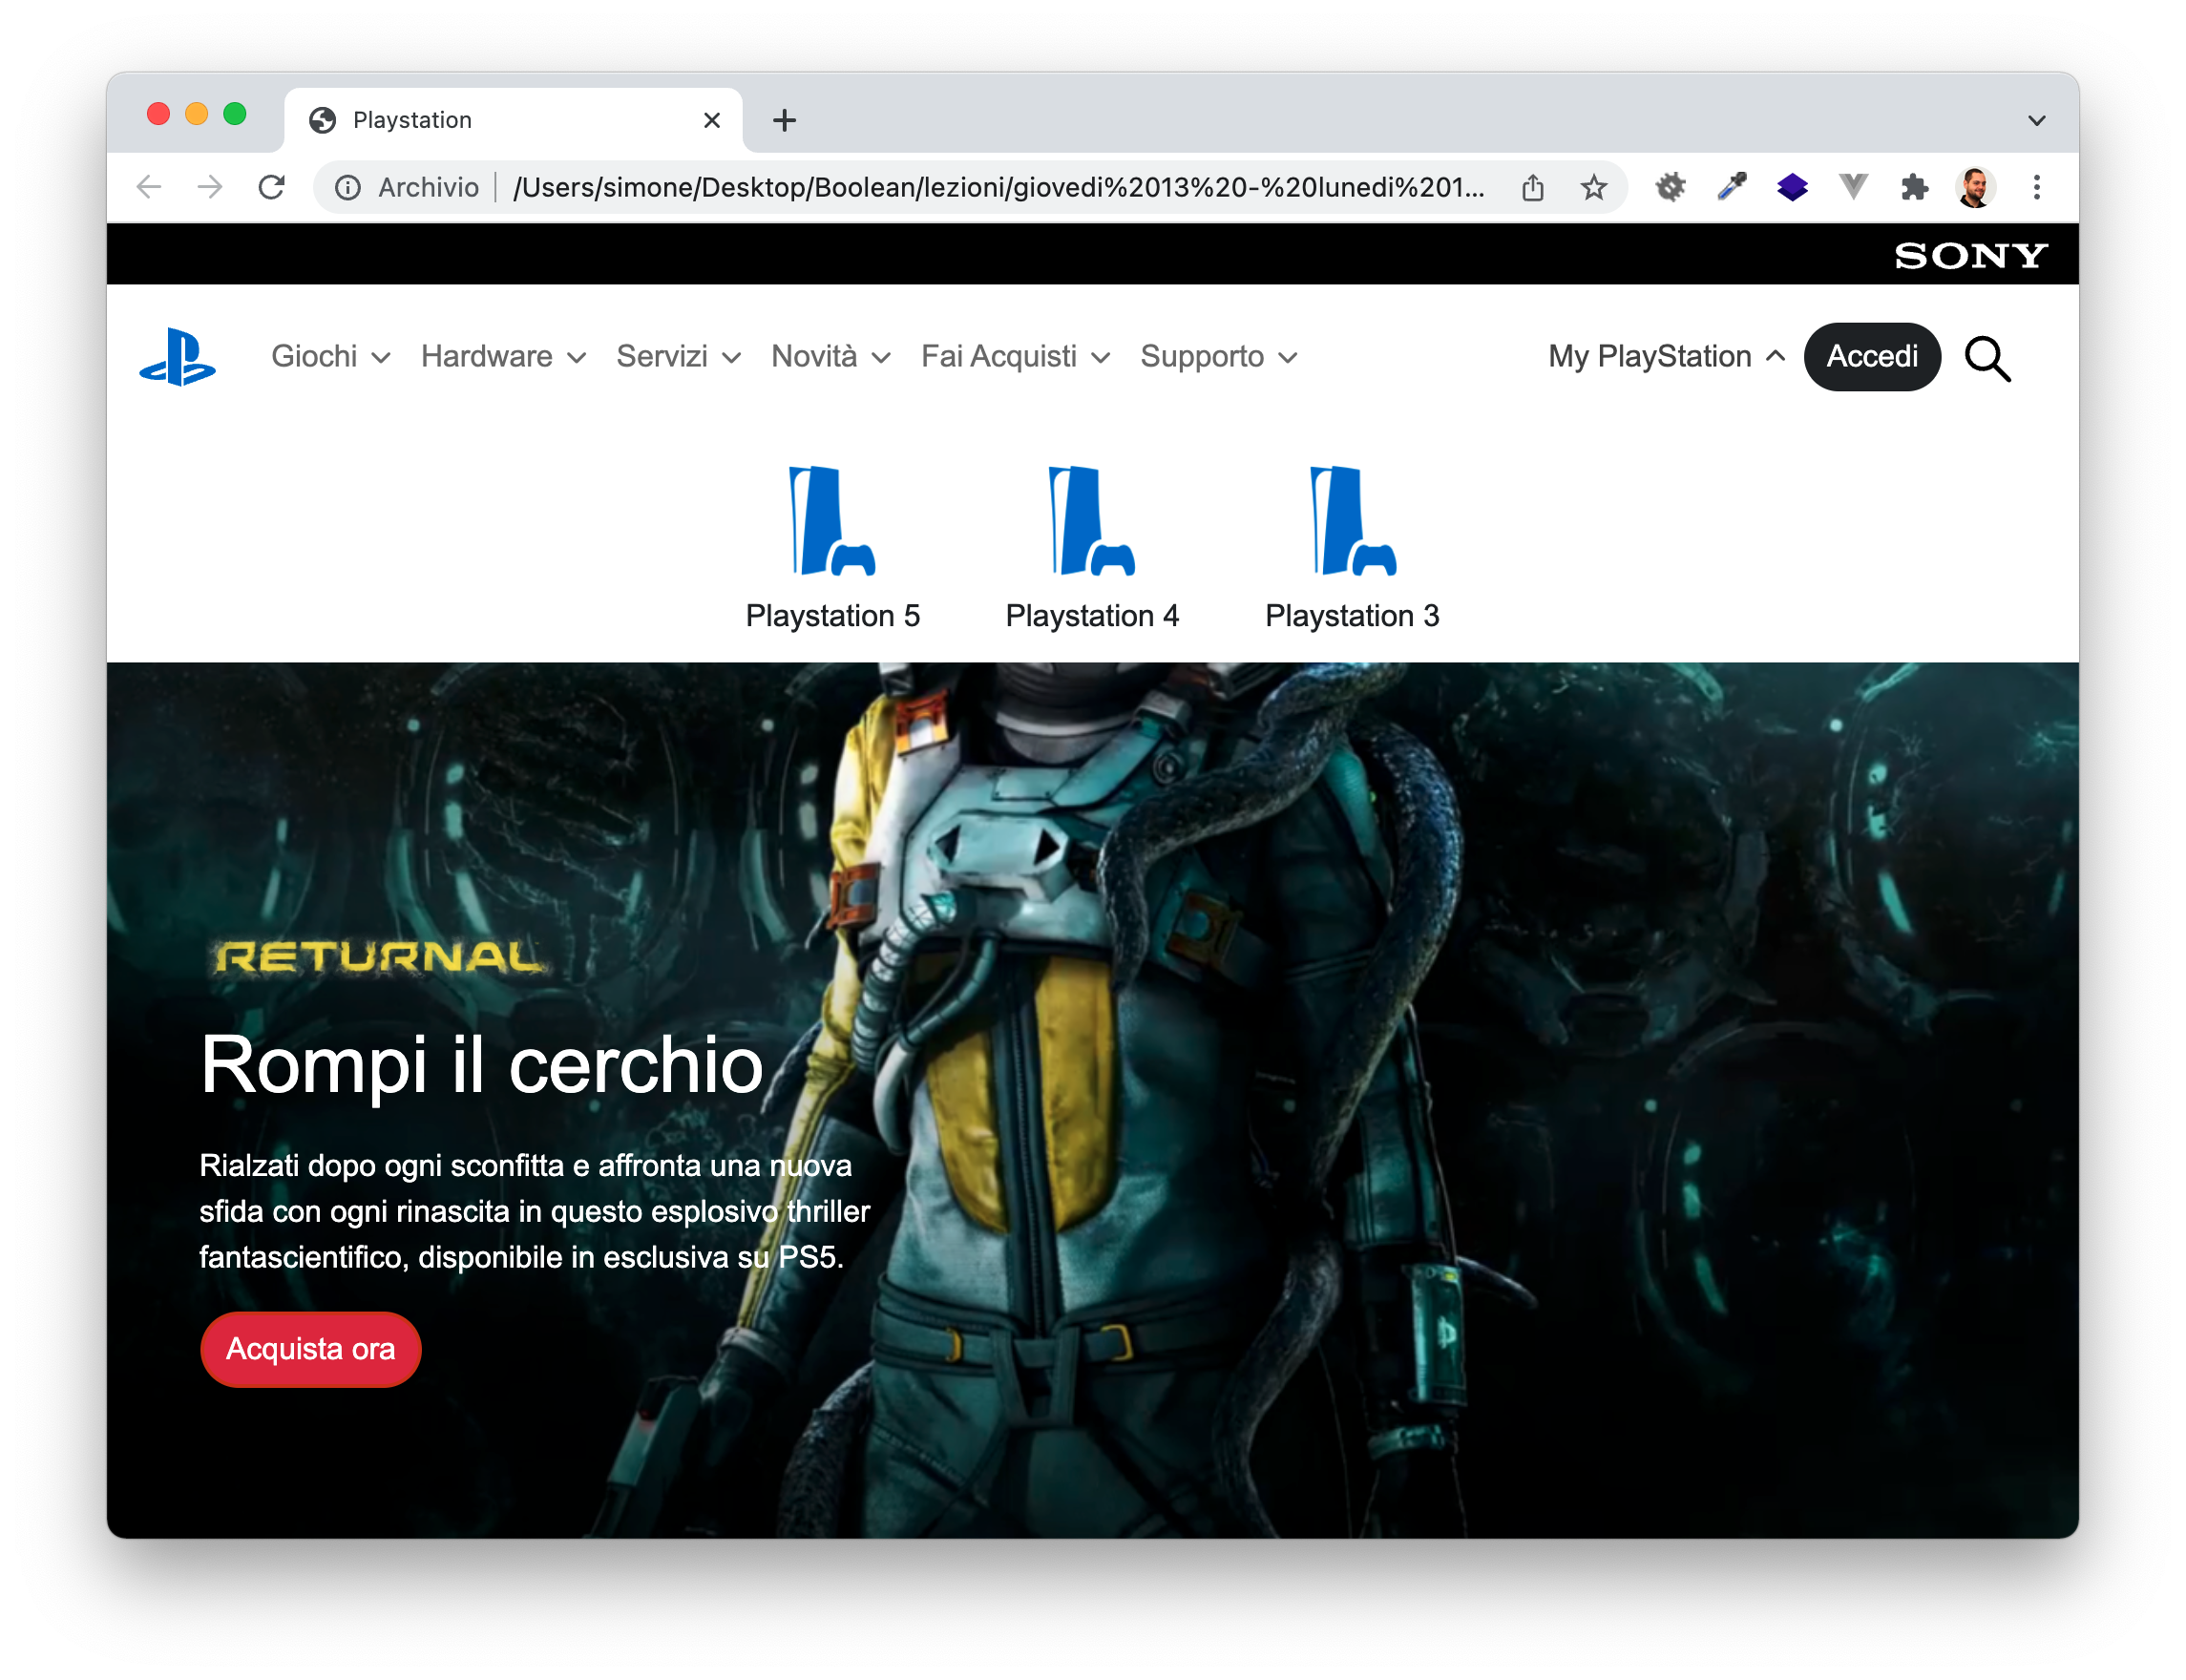 Playstation
Archivio /Users/simone/Desktop/Boolean/lezioni/giovedi%2013%20-%20lunedi%201...
SONY
Giochi Hardware Servizi Novità Fai Acquisti Supporto My PlayStation Accedi
Playstation 5 Playstation 4 Playstation 3
RETURNAL
Rompi il cerchio
Rialzati dopo ogni sconfitta e affronta una nuova
sfida con ogni rinascita in questo esplosivo thriller
fantascientifico, disponibile in esclusiva su PS5.
Acquista ora